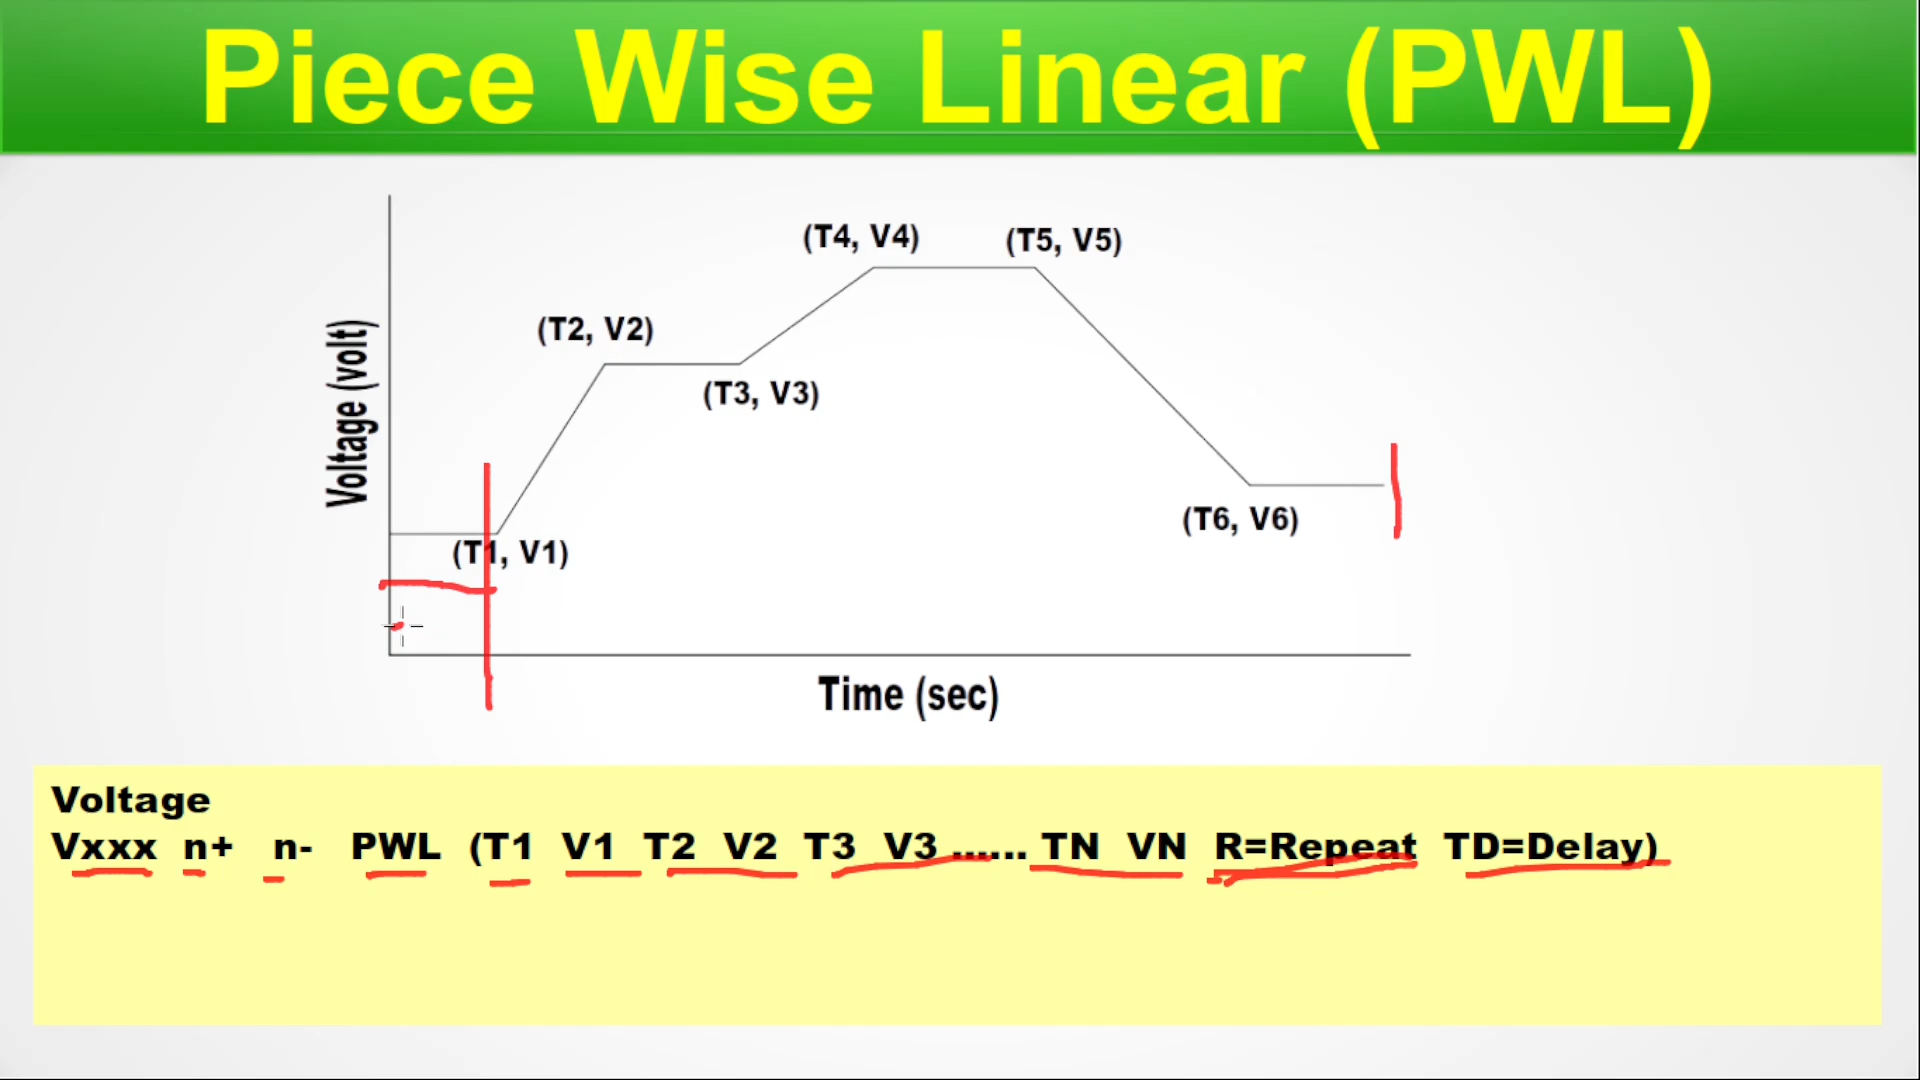 Piece Wise Linear (PWL)
(T4, V4)
(T5, V5)
(T2, V2)
(T3, V3)
Voltage (volt)
(T6, V6)
(T1, V1)
Time (sec)
Voltage
Vxxx n+ n- PWL (T1 V1 T2 V2 T3 V3 ...... TN VN R=Repeat TD=Delay)